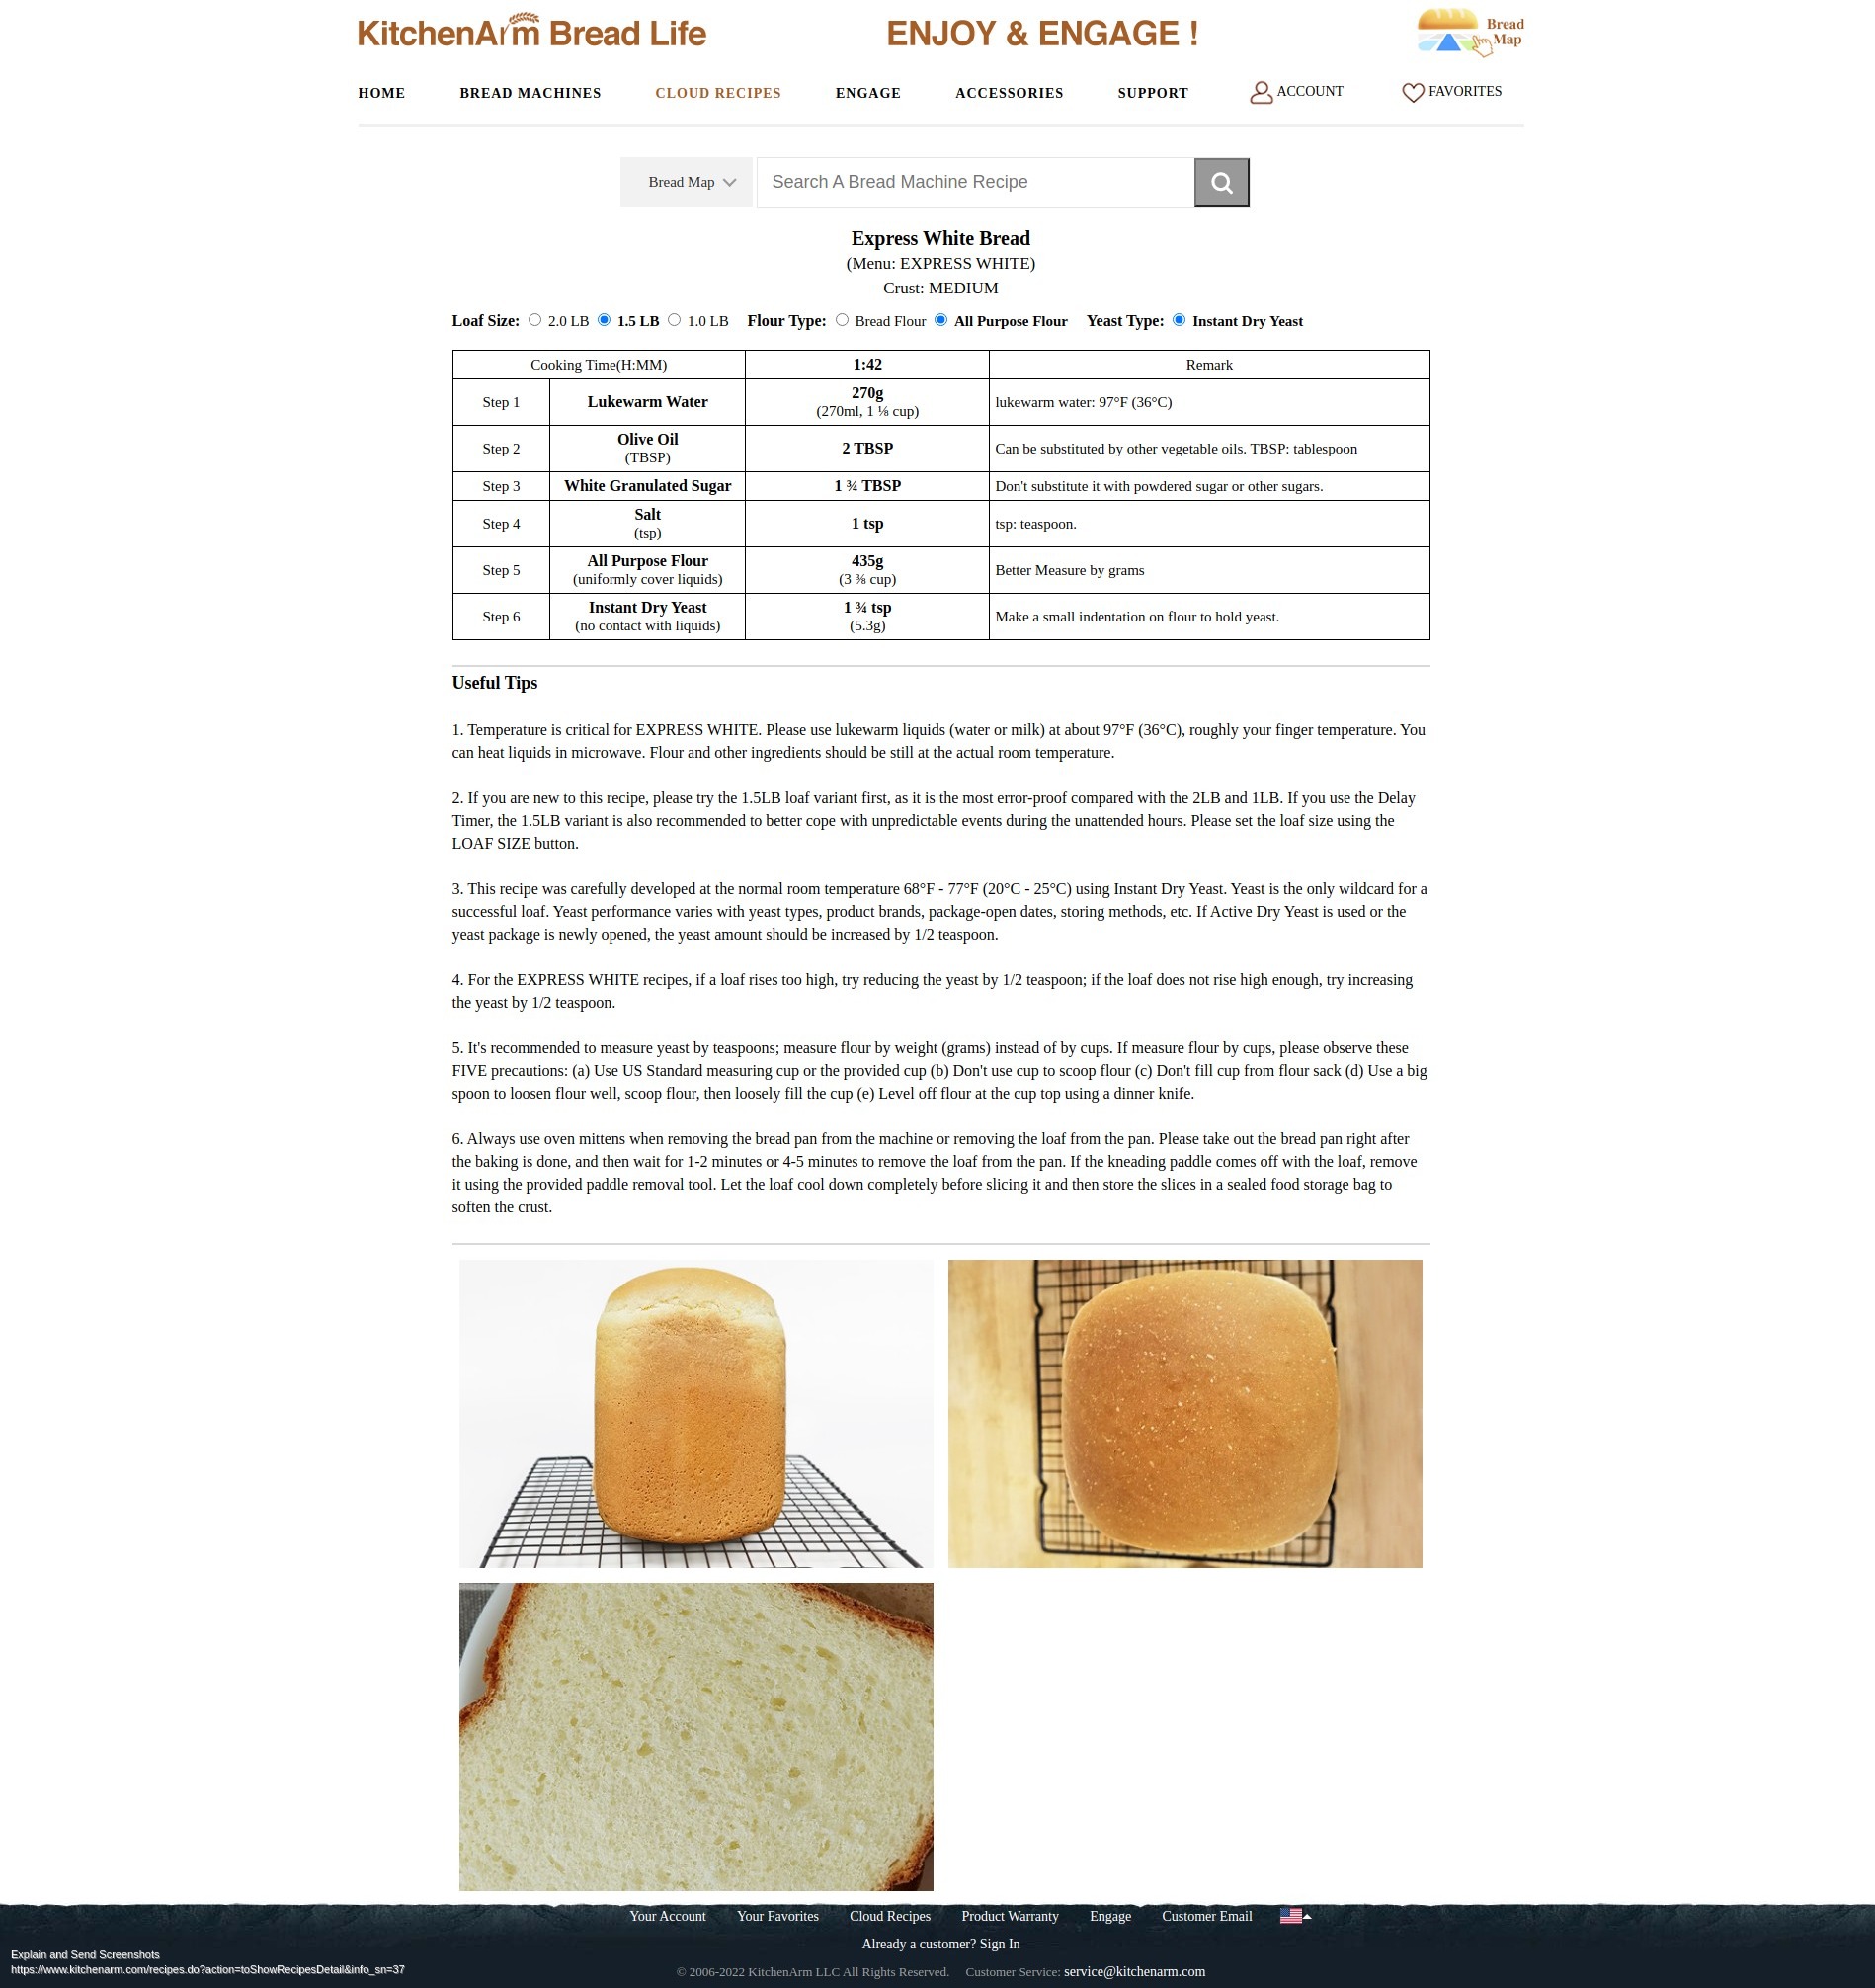 KitchenArm Bread Life
ENJOY & ENGAGE !
Bread
Map
HOME
BREAD MACHINES
CLOUD RECIPES
ENGAGE
ACCESSORIES
SUPPORT
ACCOUNT
FAVORITES
Bread Map
Search A Bread Machine Recipe
Express White Bread
(Menu: EXPRESS WHITE)
Crust: MEDIUM
Loaf Size: 2.0 LB 1.5 LB 1.0 LB Flour Type: Bread Flour All Purpose Flour Yeast Type: Instant Dry Yeast
Cooking Time(H:MM) 1:42 Remark
Step 1 Lukewarm Water 270g
(270ml, 1 ⅛ cup) lukewarm water: 97°F (36°C)
Step 2 Olive Oil
(TBSP) 2 TBSP Can be substituted by other vegetable oils. TBSP: tablespoon
Step 3 White Granulated Sugar 1 ¾ TBSP Don't substitute it with powdered sugar or other sugars.
Step 4 Salt
(tsp) 1 tsp tsp: teaspoon.
Step 5 All Purpose Flour 435g Better Measure by grams
(uniformly cover liquids) (3 ⅜ cup)
Step 6 Instant Dry Yeast 1 ¾ tsp Make a small indentation on flour to hold yeast.
(no contact with liquids) (5.3g)
Useful Tips
1. Temperature is critical for EXPRESS WHITE. Please use lukewarm liquids (water or milk) at about 97°F (36°C), roughly your finger temperature. You
can heat liquids in microwave. Flour and other ingredients should be still at the actual room temperature.
2. If you are new to this recipe, please try the 1.5LB loaf variant first, as it is the most error-proof compared with the 2LB and 1LB. If you use the Delay
Timer, the 1.5LB variant is also recommended to better cope with unpredictable events during the unattended hours. Please set the loaf size using the
LOAF SIZE button.
3. This recipe was carefully developed at the normal room temperature 68°F - 77°F (20°C - 25°C) using Instant Dry Yeast. Yeast is the only wildcard for a
successful loaf. Yeast performance varies with yeast types, product brands, package-open dates, storing methods, etc. If Active Dry Yeast is used or the
yeast package is newly opened, the yeast amount should be increased by 1/2 teaspoon.
4. For the EXPRESS WHITE recipes, if a loaf rises too high, try reducing the yeast by 1/2 teaspoon; if the loaf does not rise high enough, try increasing
the yeast by 1/2 teaspoon.
5. It's recommended to measure yeast by teaspoons; measure flour by weight (grams) instead of by cups. If measure flour by cups, please observe these
FIVE precautions: (a) Use US Standard measuring cup or the provided cup (b) Don't use cup to scoop flour (c) Don't fill cup from flour sack (d) Use a big
spoon to loosen flour well, scoop flour, then loosely fill the cup (e) Level off flour at the cup top using a dinner knife.
6. Always use oven mittens when removing the bread pan from the machine or removing the loaf from the pan. Please take out the bread pan right after
the baking is done, and then wait for 1-2 minutes or 4-5 minutes to remove the loaf from the pan. If the kneading paddle comes off with the loaf, remove
it using the provided paddle removal tool. Let the loaf cool down completely before slicing it and then store the slices in a sealed food storage bag to
soften the crust.
Your Account
Your Favorites
Cloud Recipes
Product Warranty
Engage
Customer Email
Already a customer? Sign In
© 2006-2022 KitchenArm LLC All Rights Reserved. Customer Service: service@kitchenarm.com
Explain and Send Screenshots
https://www.kitchenarm.com/recipes.do?action=toShowRecipesDetail&info_sn=37